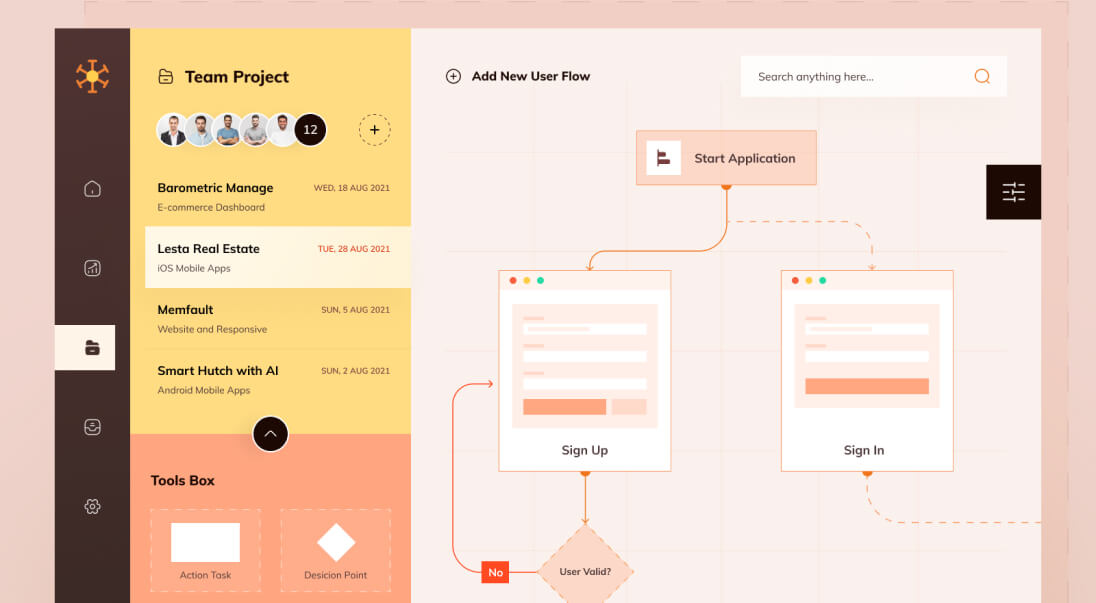 Team Project
12
+
Barometric Manage
WED, 18 AUG 2021
E-commerce Dashboard
Lesta Real Estate
TUE, 28 AUG 2021
iOS Mobile Apps
Memfault
SUN, 5 AUG 2021
Website and Responsive
Smart Hutch with AI
SUN, 2 AUG 2021
Android Mobile Apps
Tools Box
Action Task
Desicion Point
Add New User Flow
Search anything here...
Start Application
Sign Up
Sign In
No
User Valid?